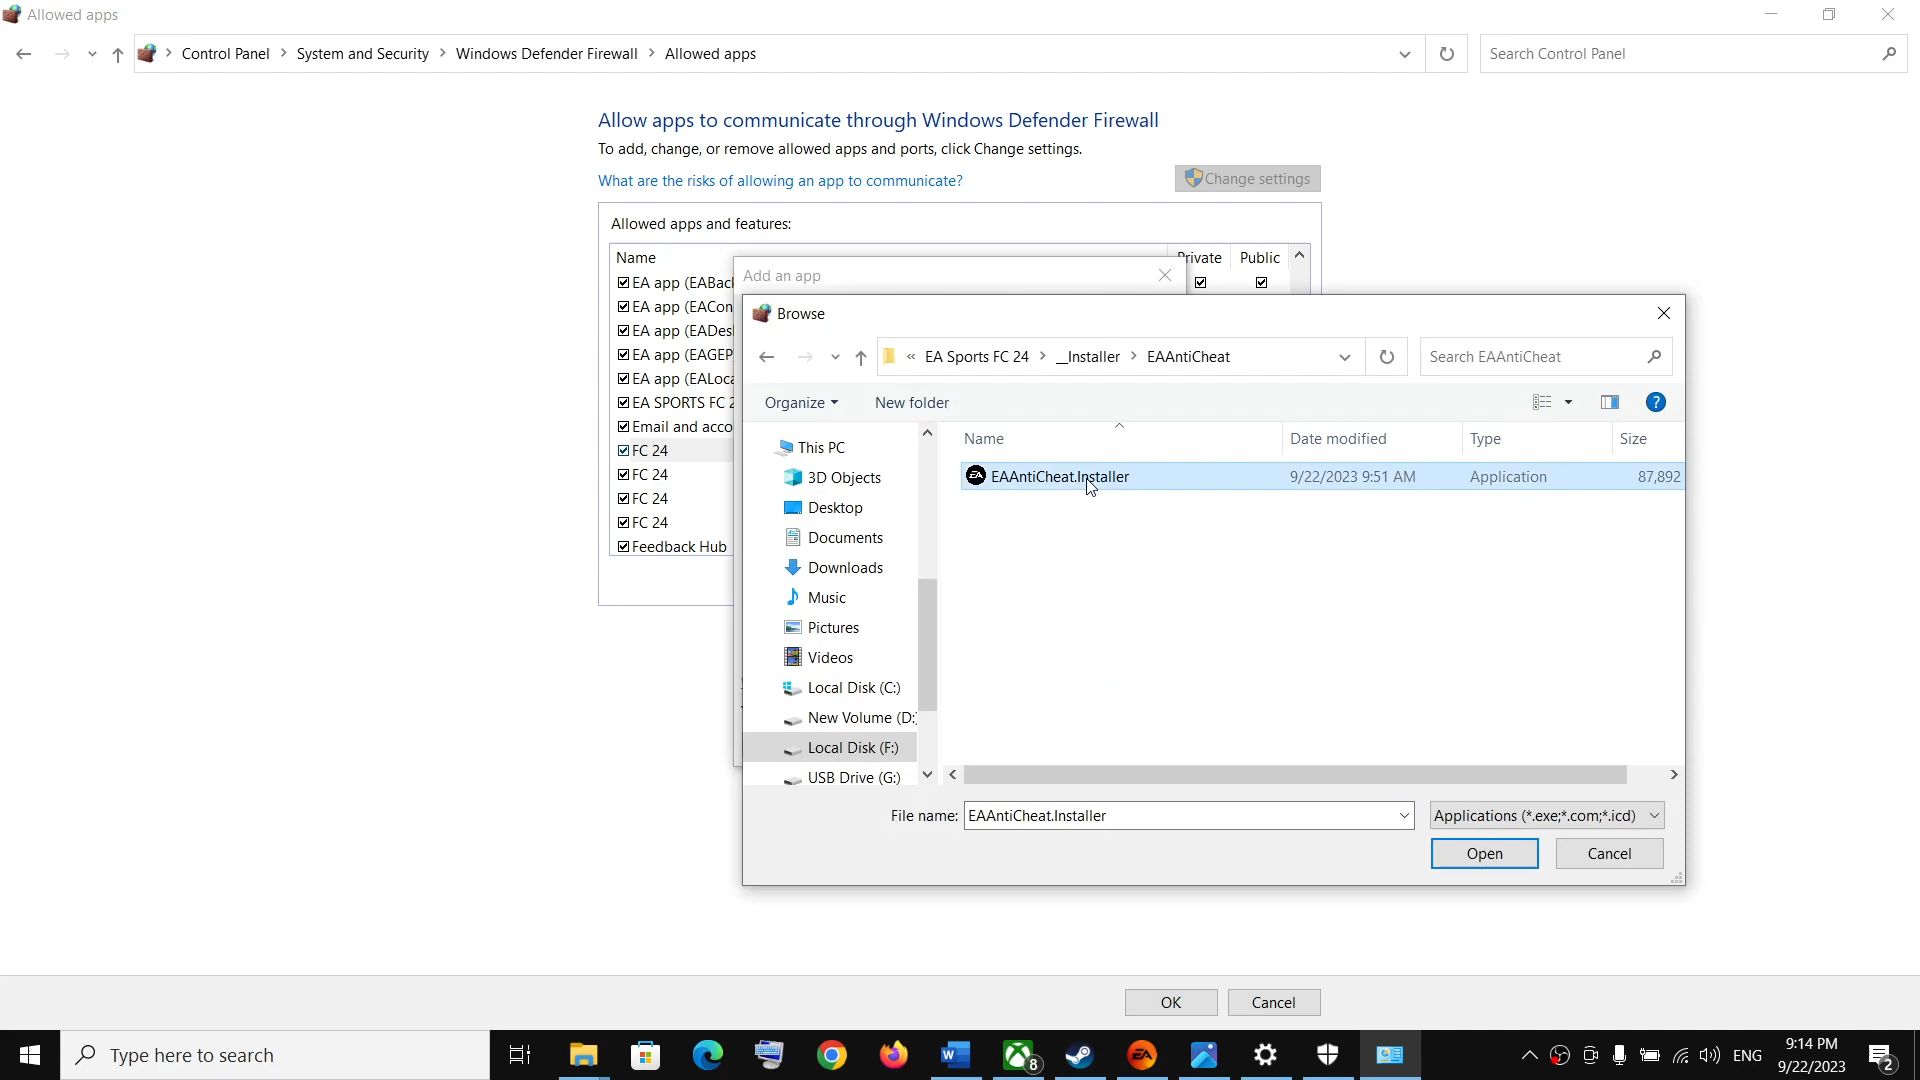 Allowed apps
Control Panel > System and Security > Windows Defender Firewall > Allowed apps
Search Control Panel
Allow apps to communicate through Windows Defender Firewall
To add, change, or remove allowed apps and ports, click Change settings.
What are the risks of allowing an app to communicate?
Change settings
Allowed apps and features:
Name
Private
Public
Add an app
EA app (EABac
EA app (EACon
EA app (EADes
EA app (EAGEP
EA app (EALoca
EA SPORTS FC 2
Email and acco
FC 24
FC 24
FC 24
FC 24
Feedback Hub
Browse
« EA Sports FC 24 > __Installer > EAAntiCheat
Search EAAntiCheat
Organize
New folder
?
This PC
3D Objects
Desktop
Documents
Downloads
Music
Pictures
Videos
Local Disk (C:)
New Volume (D:)
Local Disk (F:)
USB Drive (G:)
Name
Date modified
Type
Size
EAAntiCheat.Installer
9/22/2023 9:51 AM
Application
87,892
File name:
EAAntiCheat.Installer
Applications (*.exe;*.com;*.icd)
Open
Cancel
OK
Cancel
Type here to search
8
EA
ENG
9:14 PM
9/22/2023
2